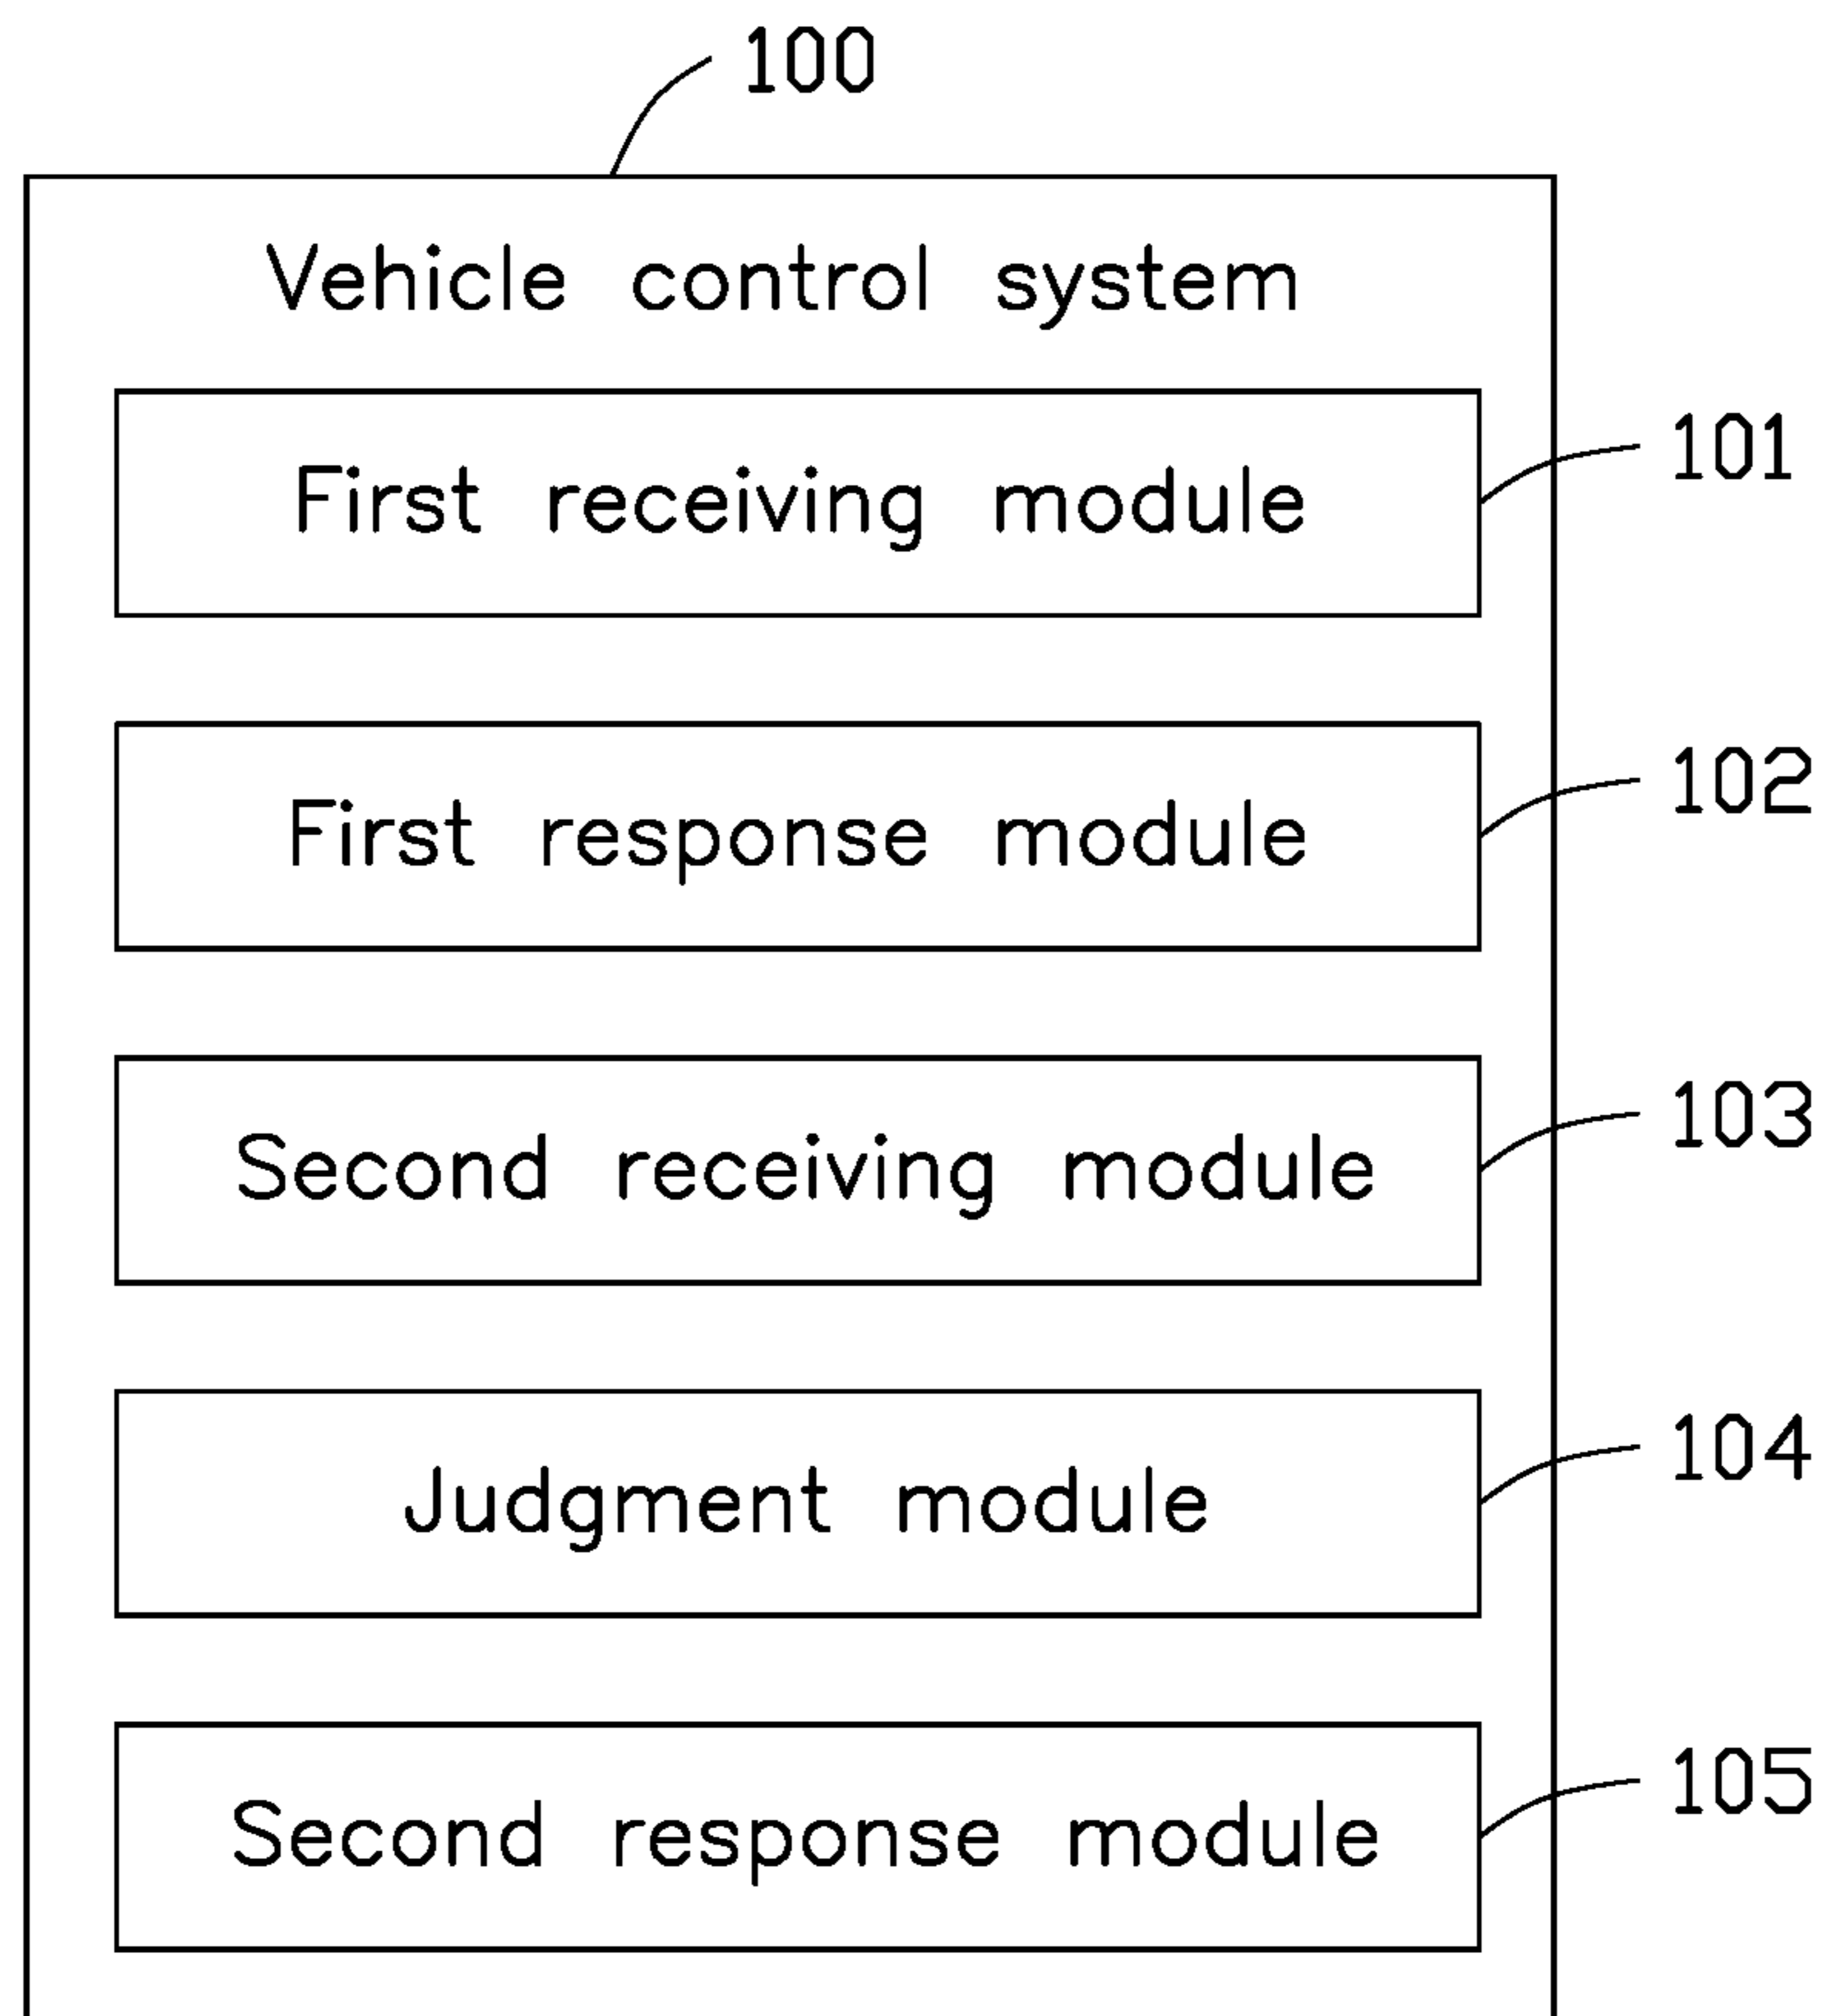 100
Vehicle control system
First receiving module 101
First response module 102
Second receiving module 103
Judgment module 104
Second response module 105